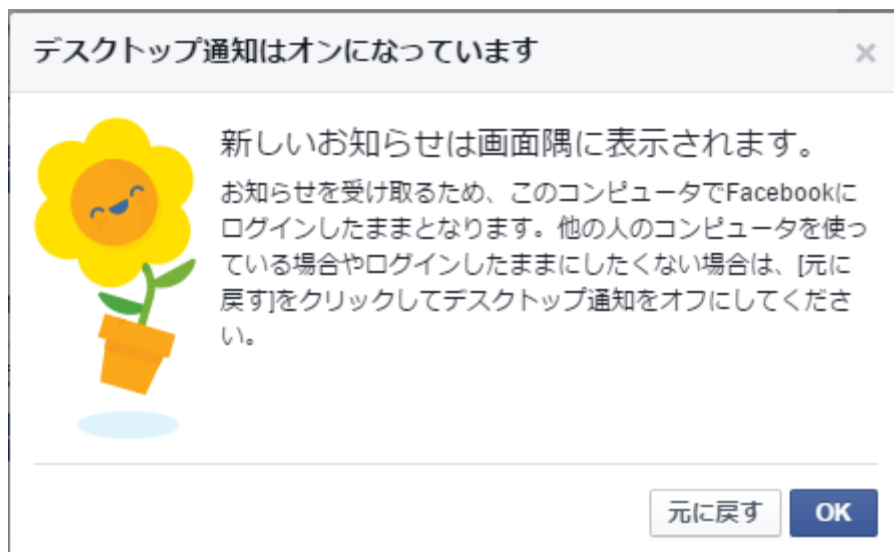 デスクトップ通知はオンになっています
新しいお知らせは画面隅に表示されます。
お知らせを受け取るため、このコンピュータでFacebookに
ログインしたままとなります。他の人のコンピュータを使っ
ている場合やログインしたままにしたくない場合は、[元に
戻す]をクリックしてデスクトップ通知をオフにしてくださ
い。
元に戻す
OK